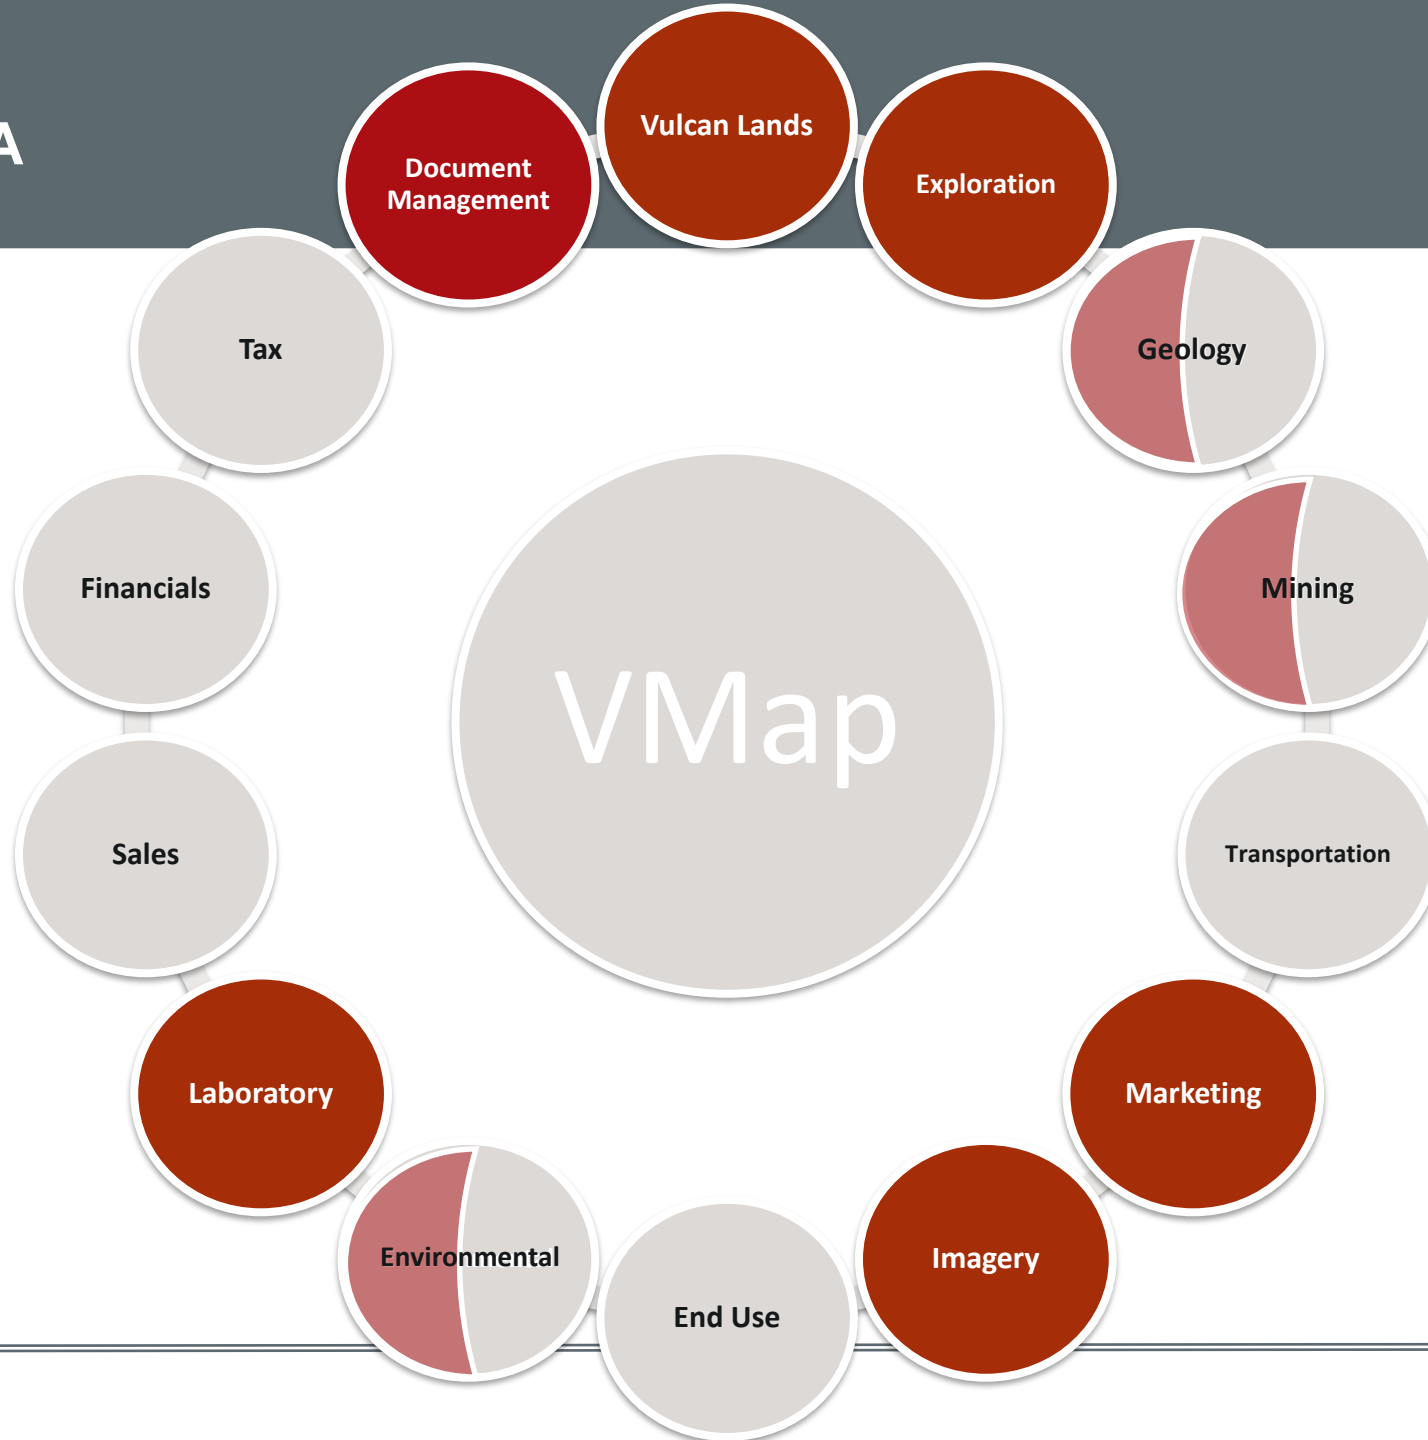 A
Vulcan Lands
Document
Management
Exploration
Tax
Geology
Financials
Mining
VMap
Sales
Transportation
Laboratory
Marketing
Environmental
Imagery
End Use